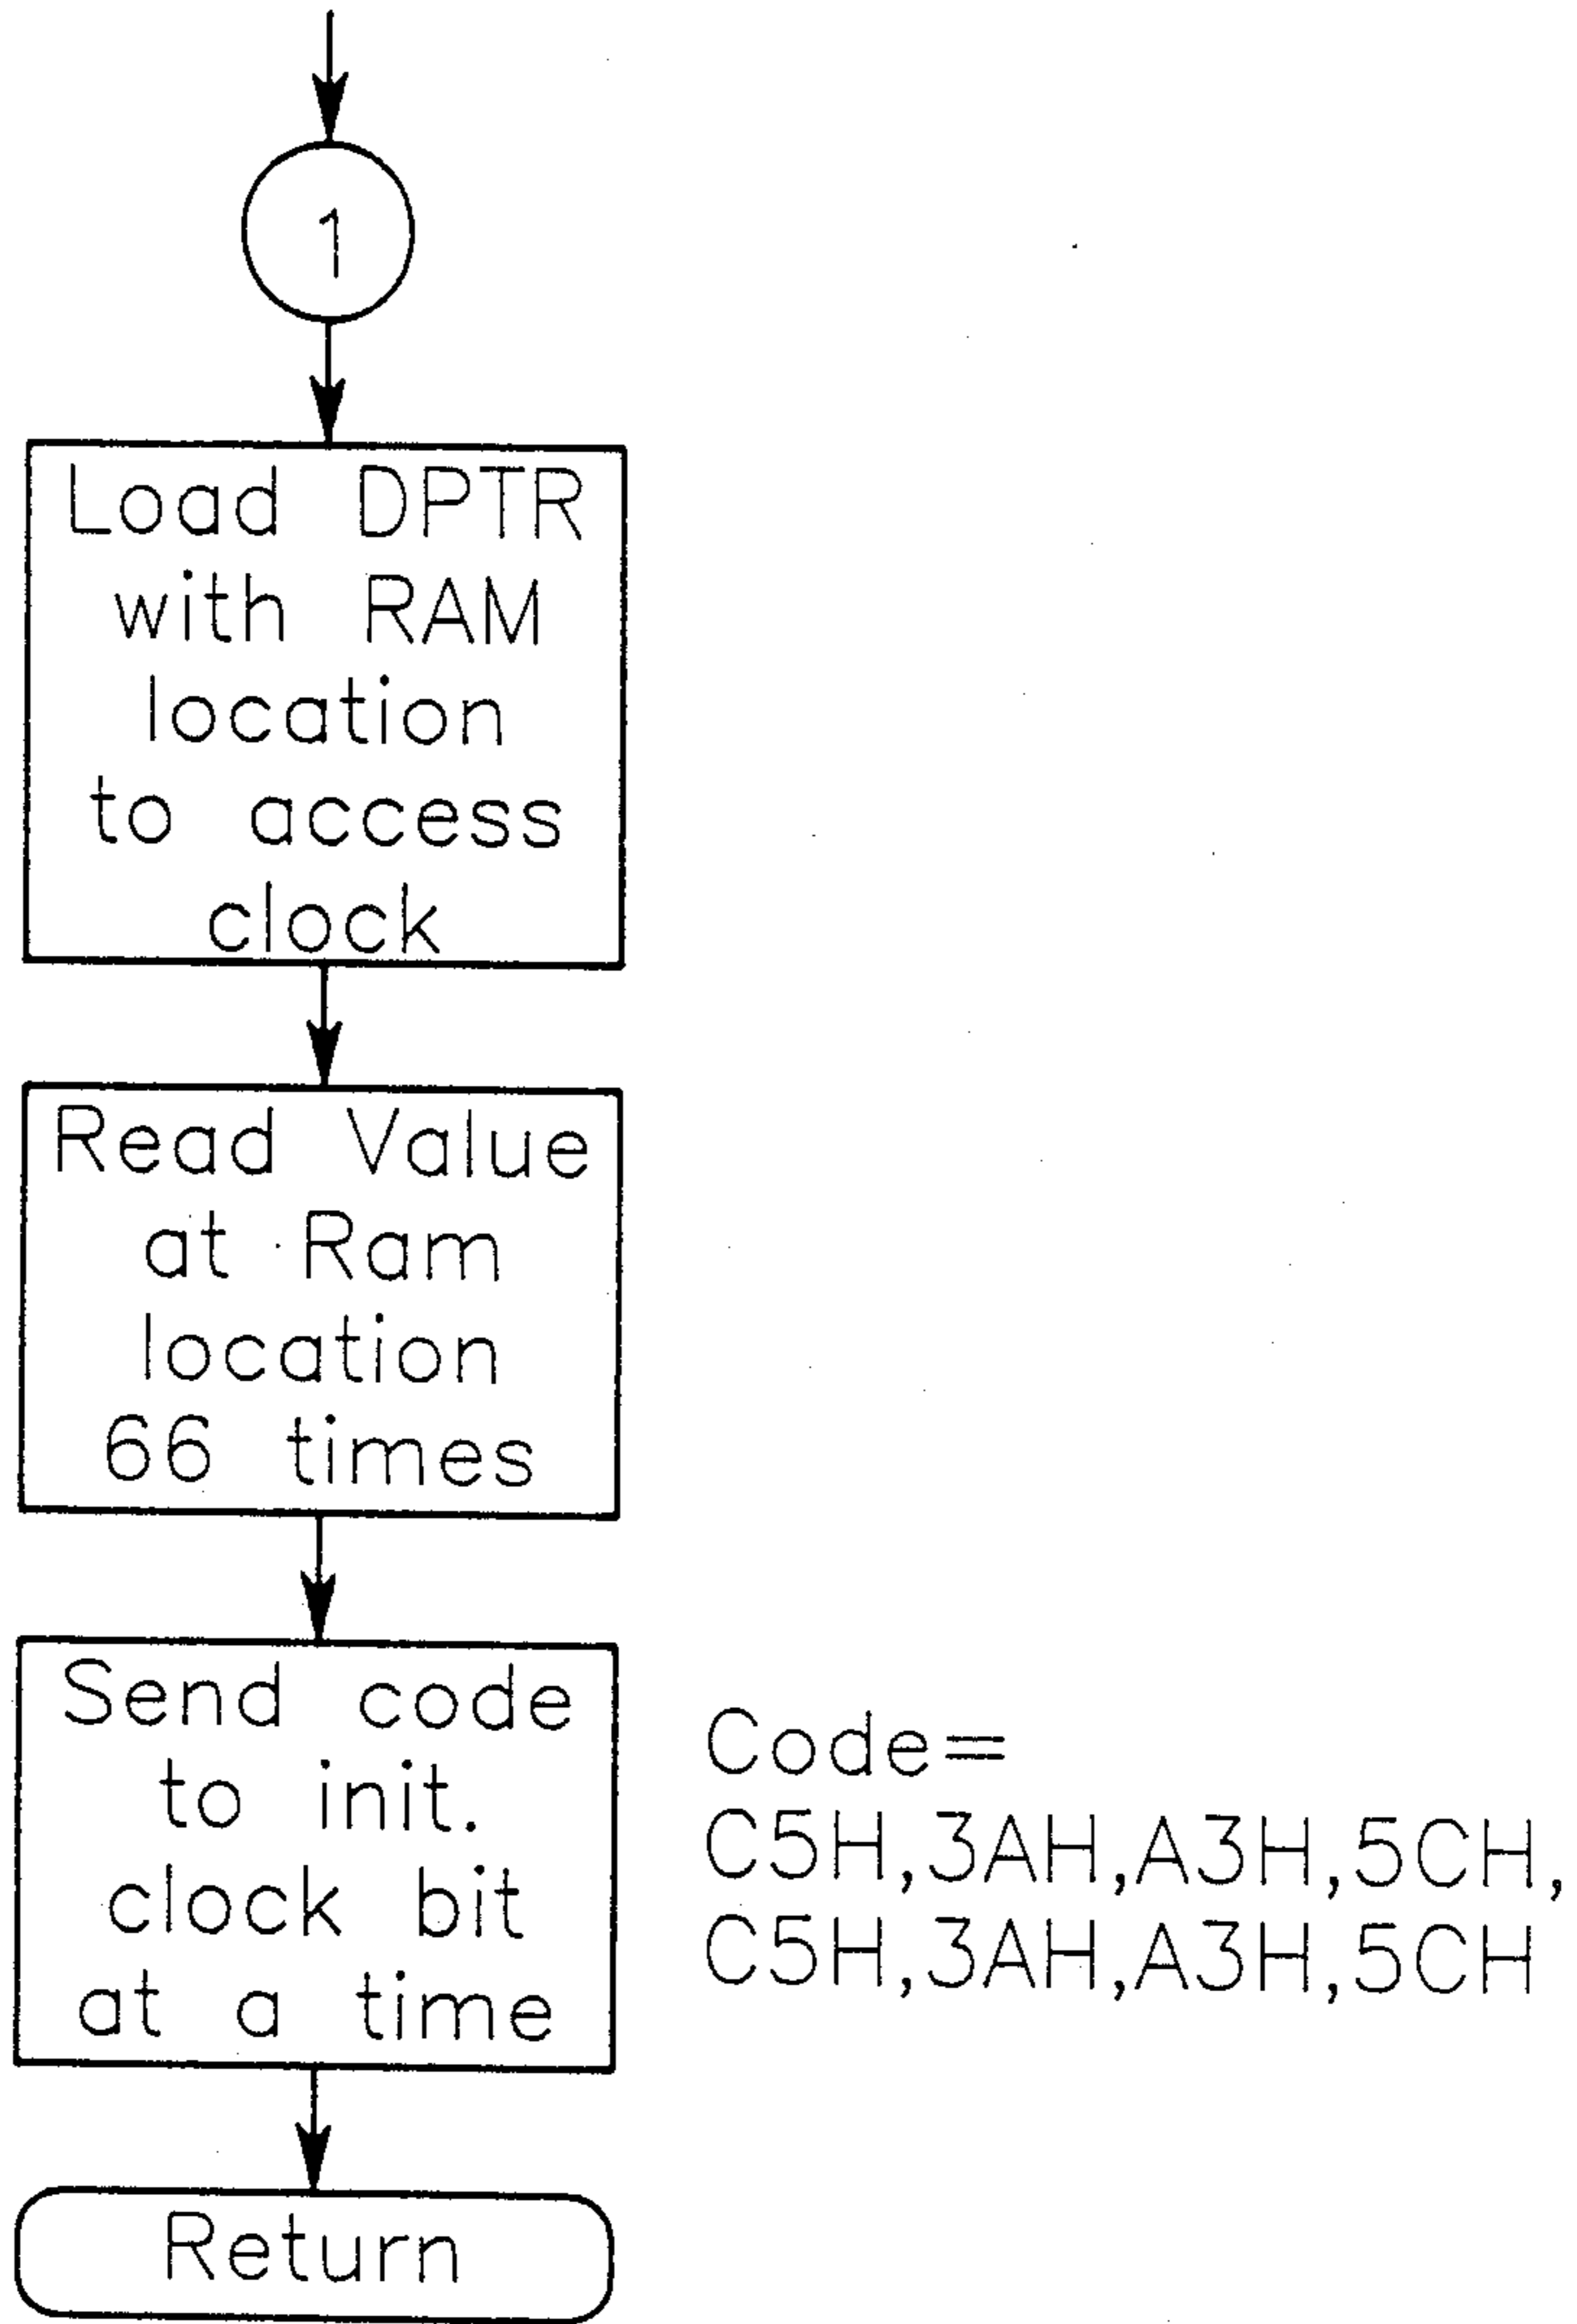 1
Load DPTR
with RAM
location
to access
clock
Read Value
at Ram
location
66 times
Send code
to init.
clock bit
at a time
Code=
C5H,3AH,A3H,5CH,
C5H,3AH,A3H,5CH
Return